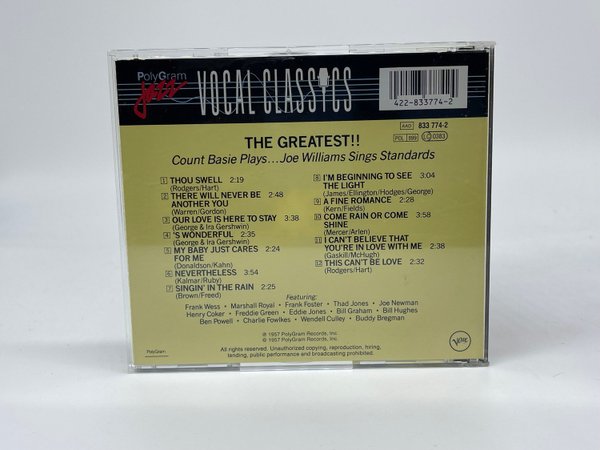 PolyGram
Jazz
VOCAL CLASSICS
422-833774-2
AAD 833 774-2
POL 899 LC 0383
THE GREATEST!!
Count Basie Plays...Joe Williams Sings Standards
1 THOU SWELL 2:19
(Rodgers/Hart)
2 THERE WILL NEVER BE 2:48
ANOTHER YOU
(Warren/Gordon)
3 OUR LOVE IS HERE TO STAY 3:38
(George & Ira Gershwin)
4 'S WONDERFUL 2:35
(George & Ira Gershwin)
5 MY BABY JUST CARES 2:24
FOR ME
(Donaldson/Kahn)
6 NEVERTHELESS 3:54
(Kalmar/Ruby)
7 SINGIN' IN THE RAIN 2:25
(Brown/Freed)
8 I'M BEGINNING TO SEE 3:04
THE LIGHT
(James/Ellington/Hodges/George)
9 A FINE ROMANCE 2:28
(Kern/Fields)
10 COME RAIN OR COME 3:58
SHINE
(Mercer/Arlen)
11 I CAN'T BELIEVE THAT
YOU'RE IN LOVE WITH ME 2:38
(Gaskill/McHugh)
12 THIS CAN'T BE LOVE 2:32
(Rodgers/Hart)
Featuring:
Frank Wess • Marshall Royal • Frank Foster • Thad Jones • Joe Newman
Henry Coker • Freddie Green • Eddie Jones • Bill Graham • Bill Hughes
Ben Powell • Charlie Fowlkes • Wendell Culley • Buddy Bregman
℗ 1957 PolyGram Records, Inc.
© 1957 PolyGram Records, Inc.
All rights reserved. Unauthorized copying, reproduction, hiring,
lending, public performance and broadcasting prohibited.
PolyGram
Verve